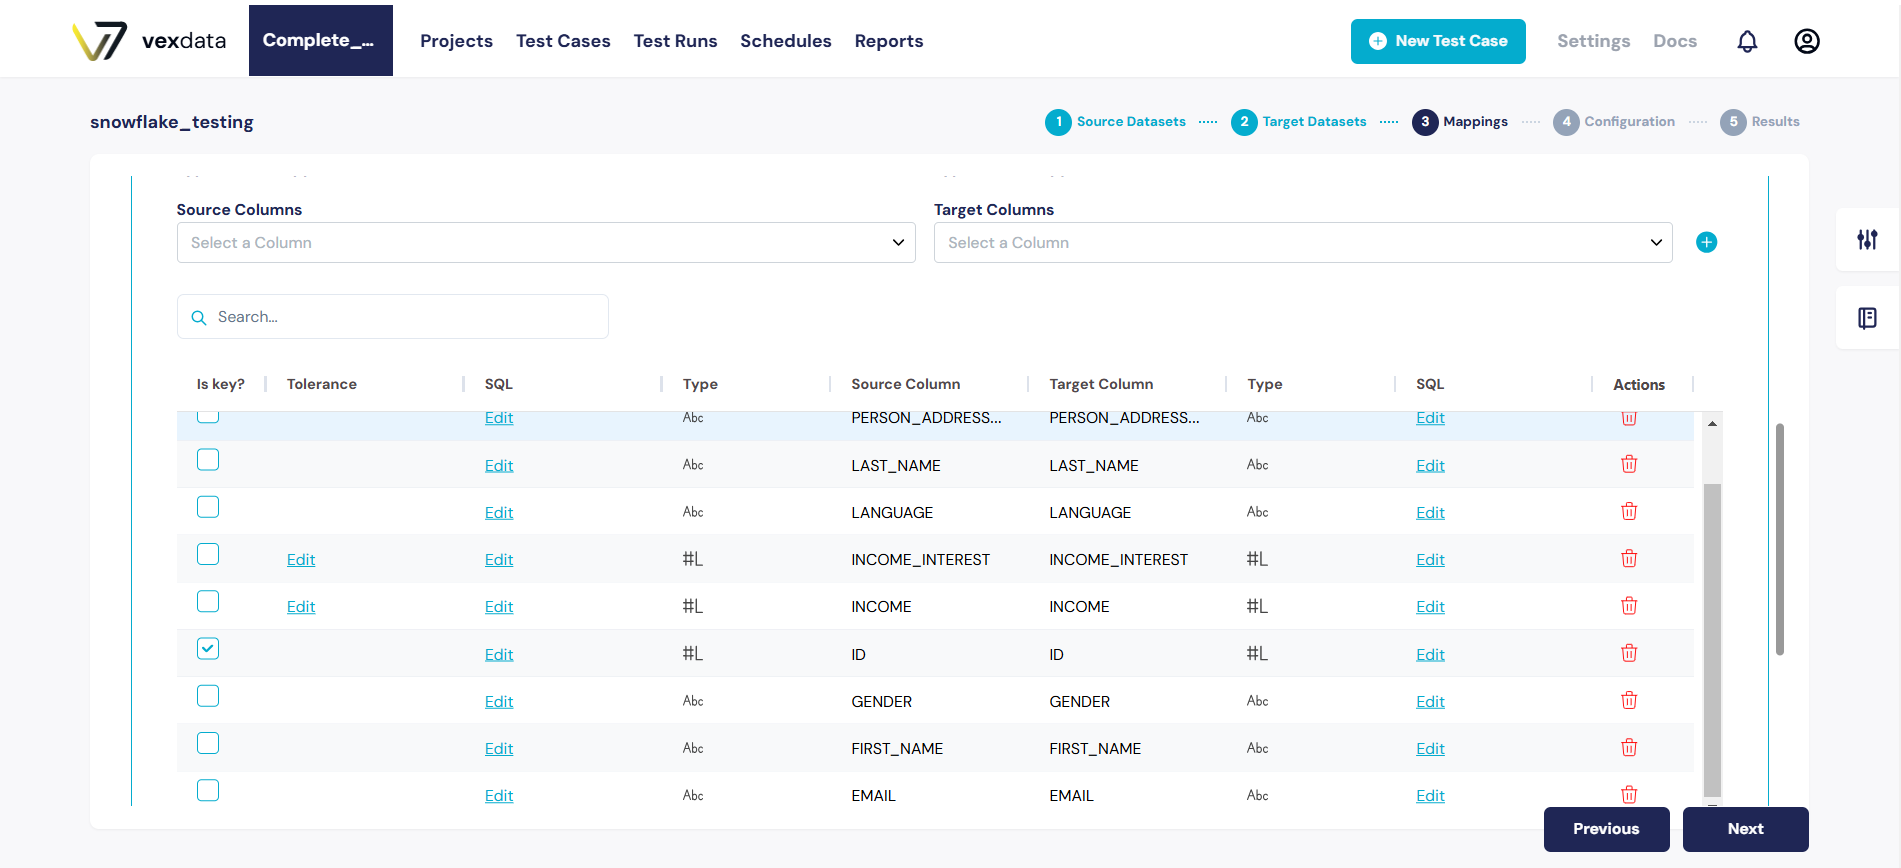 vexdata
Complete_...
Projects
Test Cases
Test Runs
Schedules
Reports
New Test Case
Settings
Docs
snowflake_testing
1 Source Datasets
2 Target Datasets
3 Mappings
4 Configuration
5 Results
Source Columns
Target Columns
Select a Column
Select a Column
Search...
Is key? Tolerance SQL Type Source Column Target Column Type SQL Actions
Edit Abc PERSON_ADDRESS... PERSON_ADDRESS... Abc Edit
Edit Abc LAST_NAME LAST_NAME Abc Edit
Edit Abc LANGUAGE LANGUAGE Abc Edit
Edit Edit #L INCOME_INTEREST INCOME_INTEREST #L Edit
Edit Edit #L INCOME INCOME #L Edit
Edit #L ID ID #L Edit
Edit Abc GENDER GENDER Abc Edit
Edit Abc FIRST_NAME FIRST_NAME Abc Edit
Edit Abc EMAIL EMAIL Abc Edit
Previous
Next